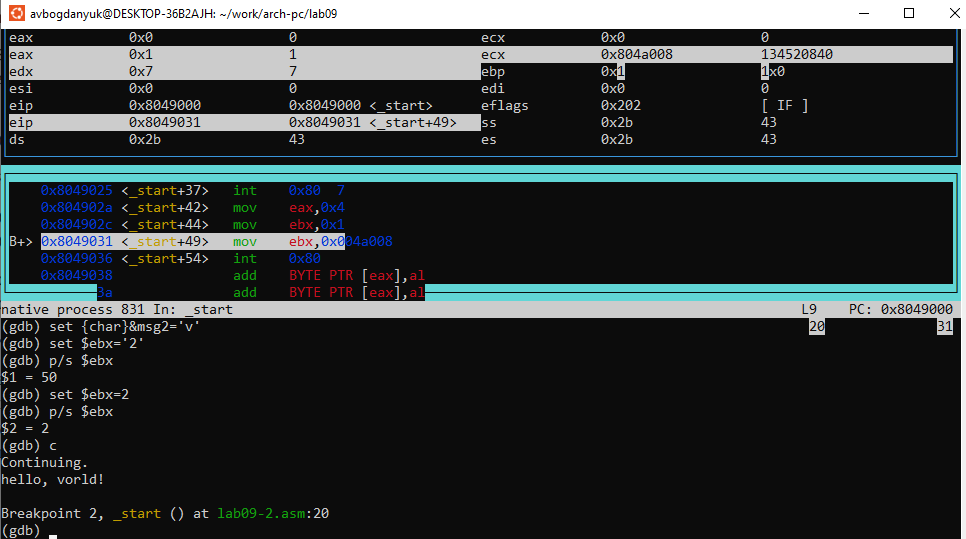 avbogdanyuk@DESKTOP-36B2AJH: ~/work/arch-pc/lab09
eax 0x0 0 ecx 0x0 0
eax 0x1 1 ecx 0x804a008 134520840
edx 0x7 7 ebp 0x1 1x0
esi 0x0 0 edi 0x0 0
eip 0x8049000 0x8049000 <_start> eflags 0x202 [ IF ]
eip 0x8049031 0x8049031 <_start+49> ss 0x2b 43
ds 0x2b 43 es 0x2b 43
0x8049025 <_start+37> int 0x80 7
0x804902a <_start+42> mov eax,0x4
0x804902c <_start+44> mov ebx,0x1
B+> 0x8049031 <_start+49> mov ebx,0x004a008
0x8049036 <_start+54> int 0x80
0x8049038 add BYTE PTR [eax],al
3a add BYTE PTR [eax],al
native process 831 In: _start L9 PC: 0x8049000
(gdb) set {char}&msg2='v' 20 31
(gdb) set $ebx='2'
(gdb) p/s $ebx
$1 = 50
(gdb) set $ebx=2
(gdb) p/s $ebx
$2 = 2
(gdb) c
Continuing.
hello, vorld!
Breakpoint 2, _start () at lab09-2.asm:20
(gdb)